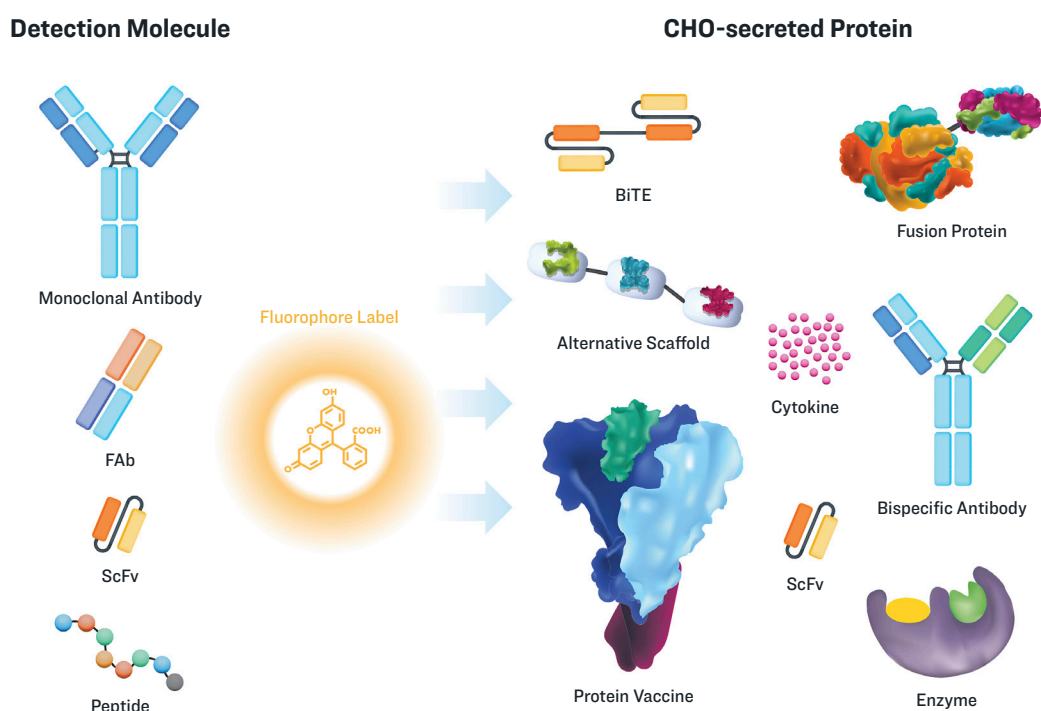 Detection Molecule
CHO-secreted Protein
Monoclonal Antibody
FAb
ScFv
Peptide
Fluorophore Label
OH
O
COOH
O
BiTE
Fusion Protein
Alternative Scaffold
Cytokine
Bispecific Antibody
Protein Vaccine
ScFv
Enzyme